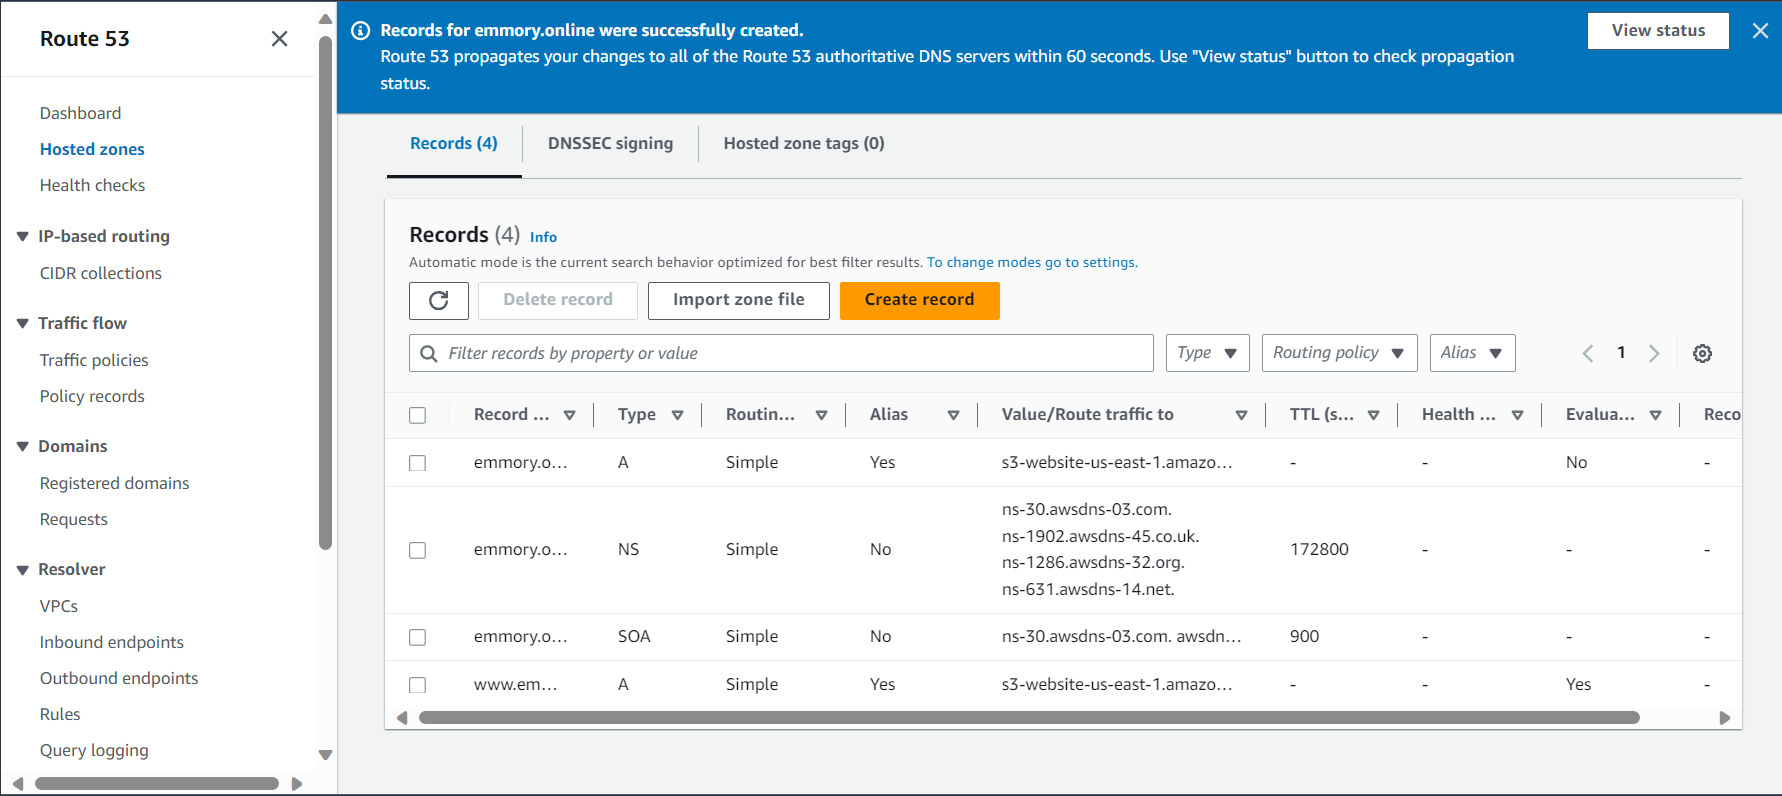 Route 53
Dashboard
Hosted zones
Health checks
IP-based routing
CIDR collections
Traffic flow
Traffic policies
Policy records
Domains
Registered domains
Requests
Resolver
VPCs
Inbound endpoints
Outbound endpoints
Rules
Query logging
Records for emmory.online were successfully created.
Route 53 propagates your changes to all of the Route 53 authoritative DNS servers within 60 seconds. Use "View status" button to check propagation
status.
View status
Records (4)
DNSSEC signing
Hosted zone tags (0)
Records (4) Info
Automatic mode is the current search behavior optimized for best filter results. To change modes go to settings.
Delete record
Import zone file
Create record
Filter records by property or value
Type
Routing policy
Alias
1
Record ... Type Routin... Alias Value/Route traffic to TTL (s... Health ... Evalua... Reco
emmory.o... A Simple Yes s3-website-us-east-1.amazo... - - No -
emmory.o... NS Simple No ns-30.awsdns-03.com.
ns-1902.awsdns-45.co.uk.
ns-1286.awsdns-32.org.
ns-631.awsdns-14.net.
172800 - - -
emmory.o... SOA Simple No ns-30.awsdns-03.com. awsdn... 900 - - -
www.em... A Simple Yes s3-website-us-east-1.amazo... - - Yes -